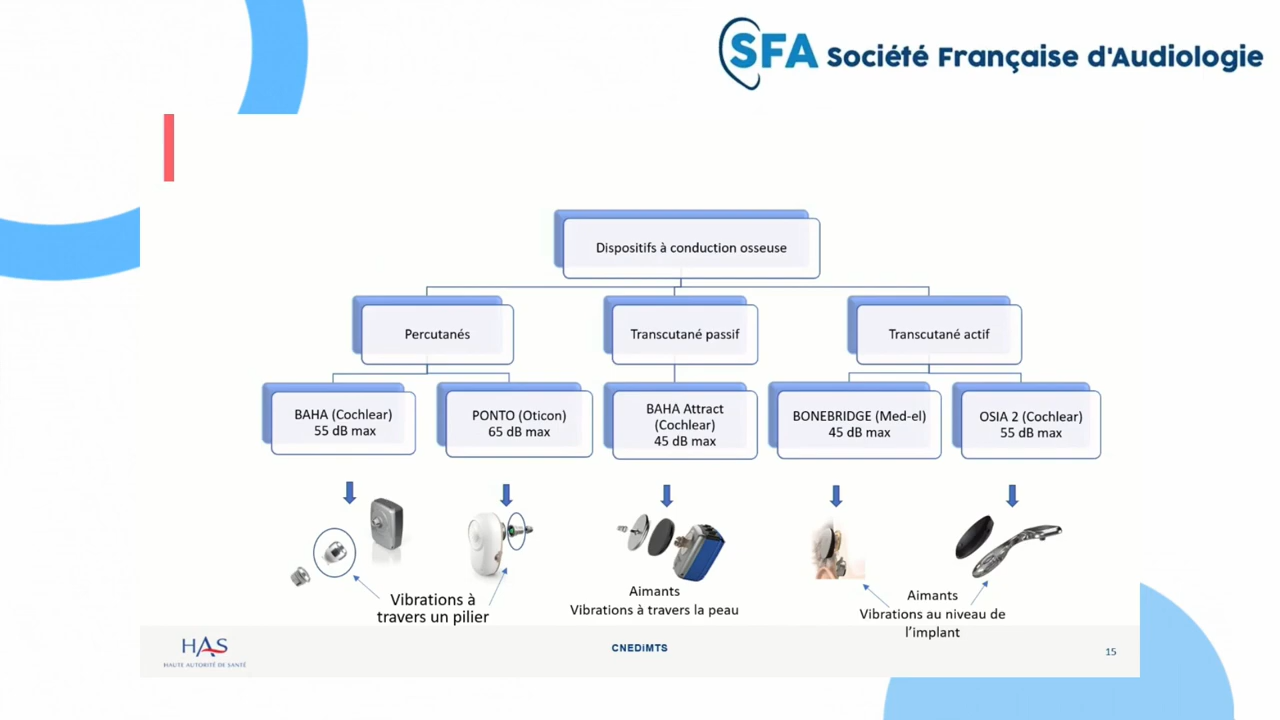 SFA Société Française d'Audiologie
Dispositifs à conduction osseuse
Percutanés
Transcutané passif
Transcutané actif
BAHA (Cochlear)
55 dB max
PONTO (Oticon)
65 dB max
BAHA Attract
(Cochlear)
45 dB max
BONEBRIDGE (Med-el)
45 dB max
OSIA 2 (Cochlear)
55 dB max
Vibrations à
travers un pilier
Aimants
Vibrations à travers la peau
Aimants
Vibrations au niveau de
l'implant
HAS
HAUTE AUTORITÉ DE SANTÉ
CNEDiMTS
15